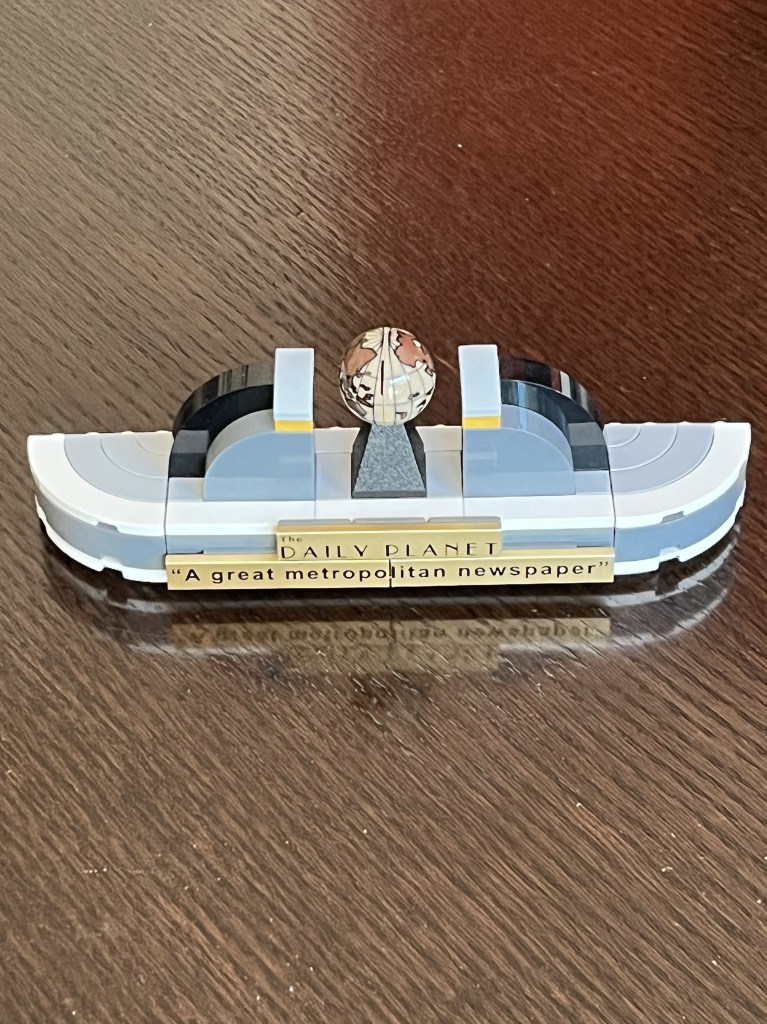 The
DAILY PLANET
“A great metropolitan newspaper”